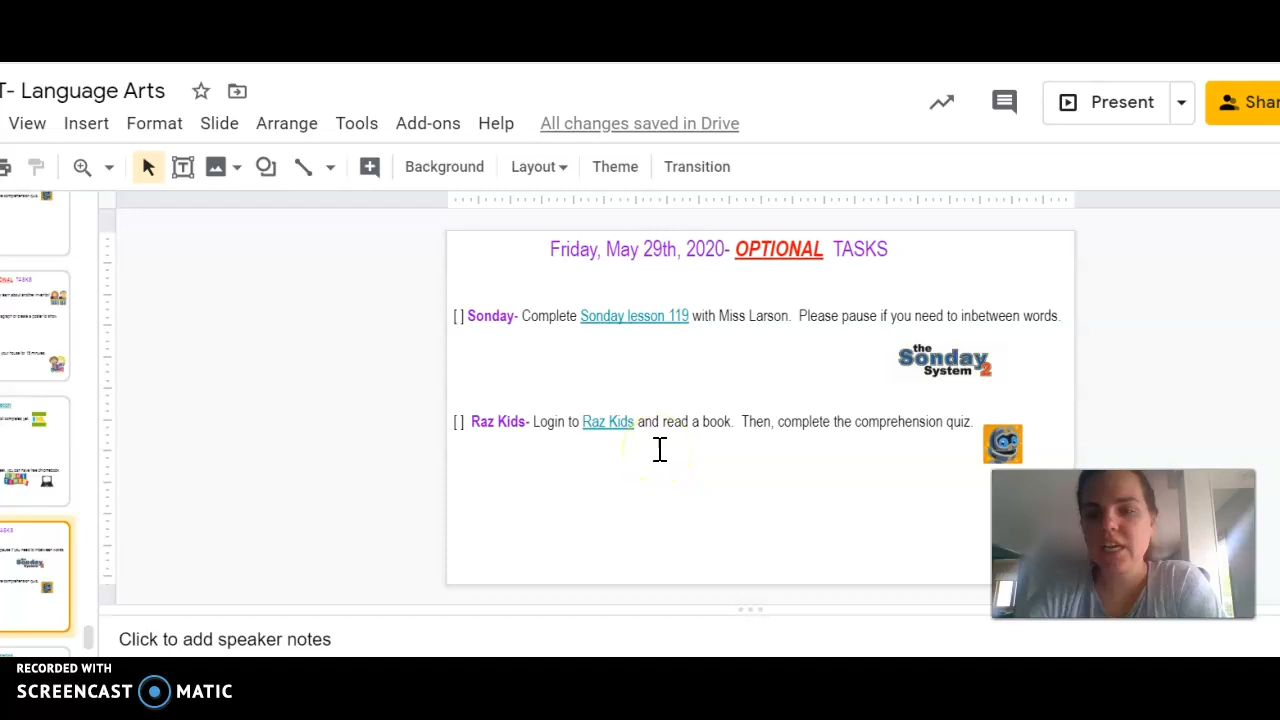 T- Language Arts
Present
Shar
View Insert Format Slide Arrange Tools Add-ons Help All changes saved in Drive
Background Layout Theme Transition
Friday, May 29th, 2020- OPTIONAL TASKS
[ ] Sonday- Complete Sonday lesson 119 with Miss Larson. Please pause if you need to inbetween words.
the
Sonday
System 2
[ ] Raz Kids- Login to Raz Kids and read a book. Then, complete the comprehension quiz.
Click to add speaker notes
RECORDED WITH
SCREENCAST MATIC